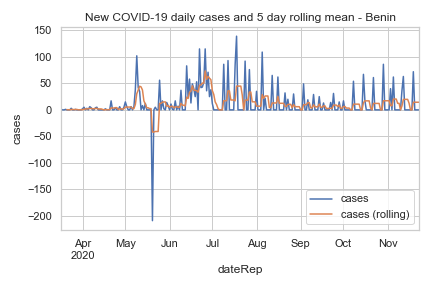 New COVID-19 daily cases and 5 day rolling mean - Benin
150
100
50
0
−50
−100
−150
−200
cases
Apr
2020
May
Jun
Jul
Aug
Sep
Oct
Nov
dateRep
cases
cases (rolling)